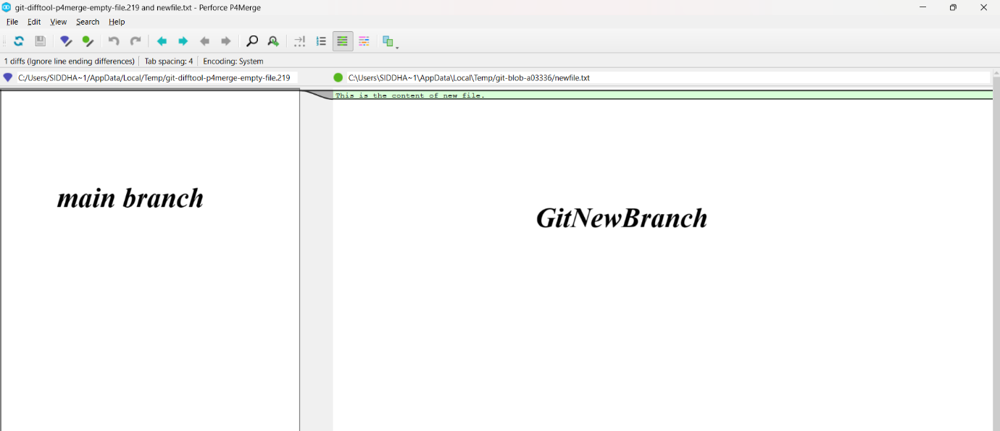 git-difftool-p4merge-empty-file.219 and newfile.txt - Perforce P4Merge
File Edit View Search Help
1 diffs (Ignore line ending differences) Tab spacing: 4 Encoding: System
C:/Users/SIDDHA~1/AppData/Local/Temp/git-difftool-p4merge-empty-file.219 C:\Users\SIDDHA~1\AppData\Local\Temp/git-blob-a03336/newfile.txt
This is the content of new file.
main branch
GitNewBranch